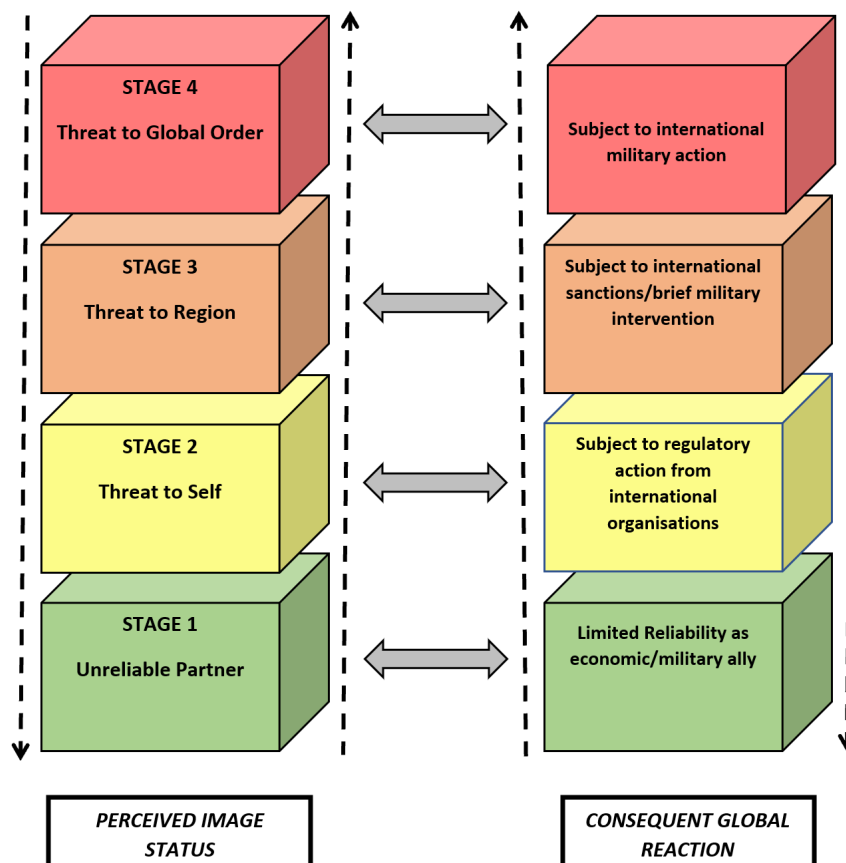 STAGE 4
Threat to Global Order
Subject to international
military action
STAGE 3
Threat to Region
Subject to international
sanctions/brief military
intervention
STAGE 2
Threat to Self
Subject to regulatory
action from
international
organisations
STAGE 1
Unreliable Partner
Limited Reliability as
economic/military ally
PERCEIVED IMAGE
STATUS
CONSEQUENT GLOBAL
REACTION